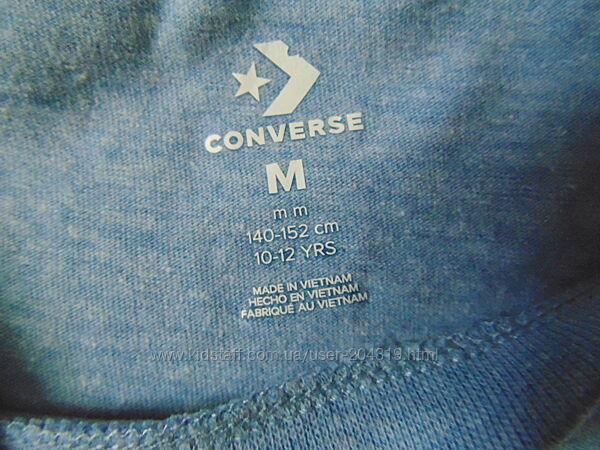 CONVERSE
M
m m
140-152 cm
10-12 YRS
MADE IN VIETNAM
HECHO EN VIETNAM
FABRIQUÉ AU VIETNAM
www.kidstaff.com.ua/user-204319.html